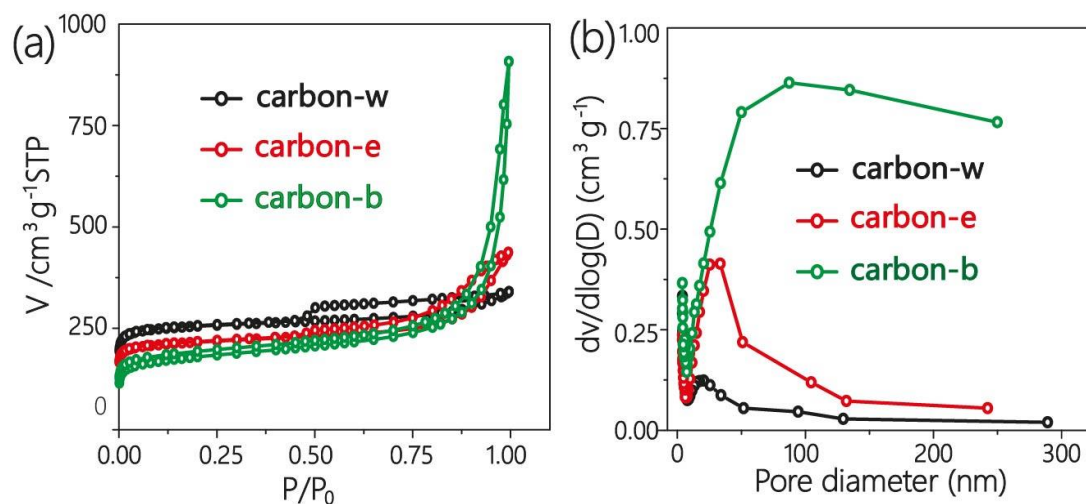 (a)
1000
750
500
250
0
V /cm³ g⁻¹STP
carbon-w
carbon-e
carbon-b
0.00 0.25 0.50 0.75 1.00
P/P₀
(b)
1.00
0.75
0.50
0.25
0.00
dv/dlog(D) (cm³ g⁻¹)
carbon-w
carbon-e
carbon-b
0 100 200 300
Pore diameter (nm)